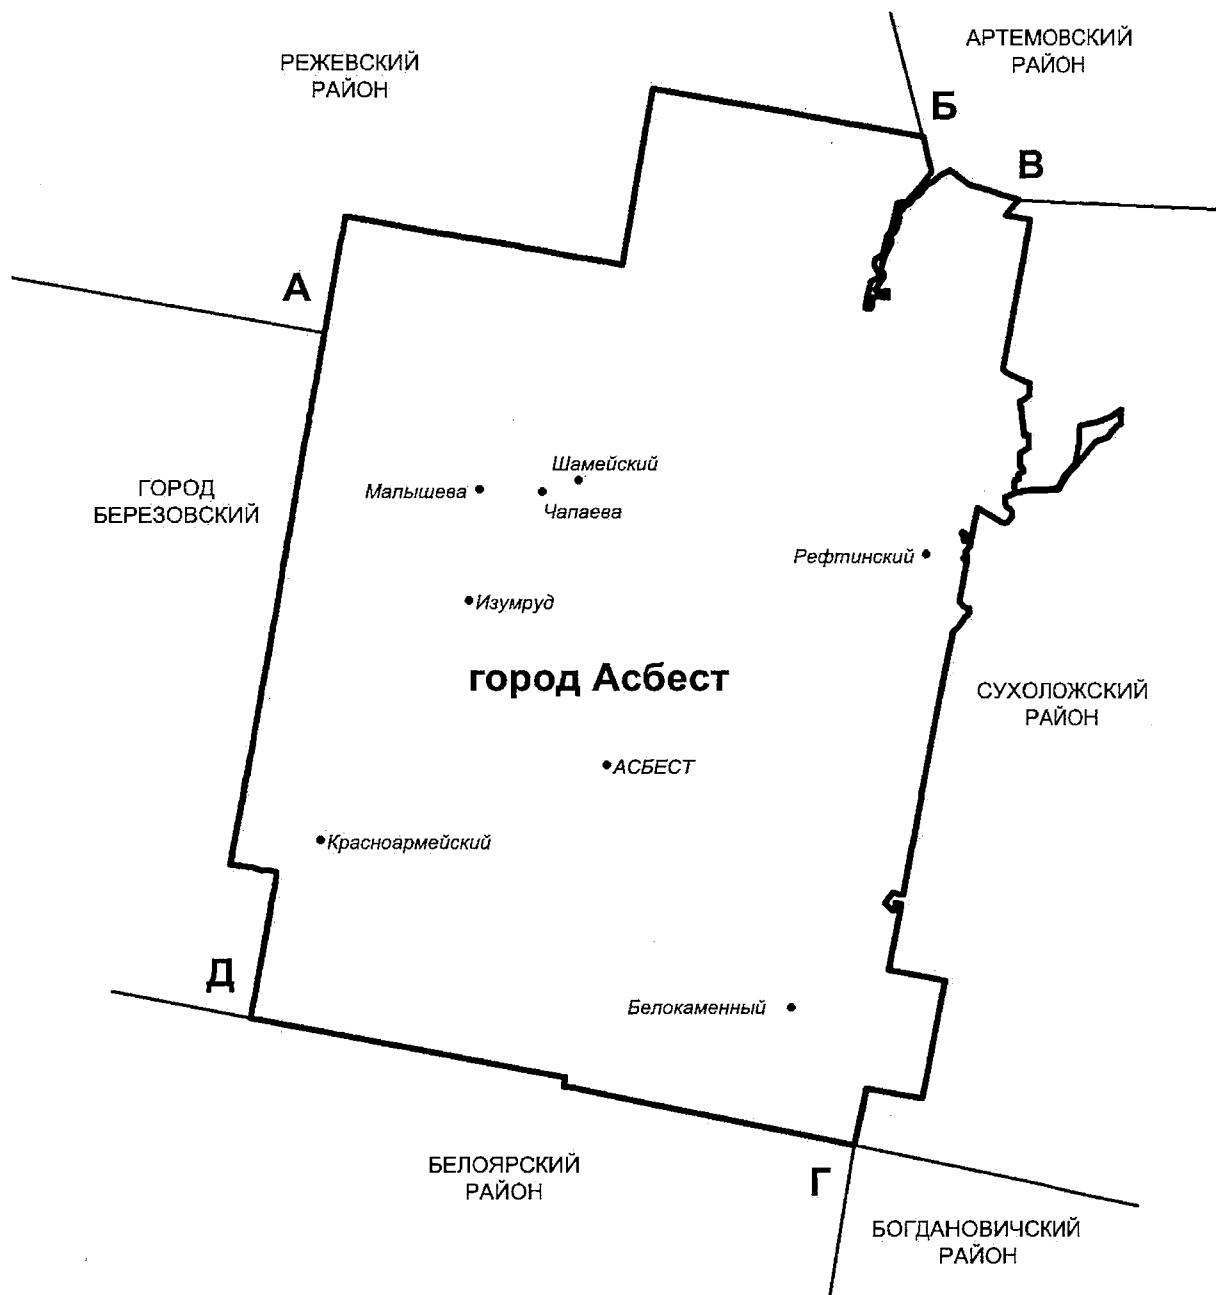 АРТЕМОВСКИЙ
РАЙОН
РЕЖЕВСКИЙ
РАЙОН
Б
В
А
Шамейский
Малышева
Чапаева
ГОРОД
БЕРЕЗОВСКИЙ
Рефтинский
Изумруд
город Асбест
СУХОЛОЖСКИЙ
РАЙОН
АСБЕСТ
Красноармейский
Д
Белокаменный
БЕЛОЯРСКИЙ
РАЙОН
Г
БОГДАНОВИЧСКИЙ
РАЙОН